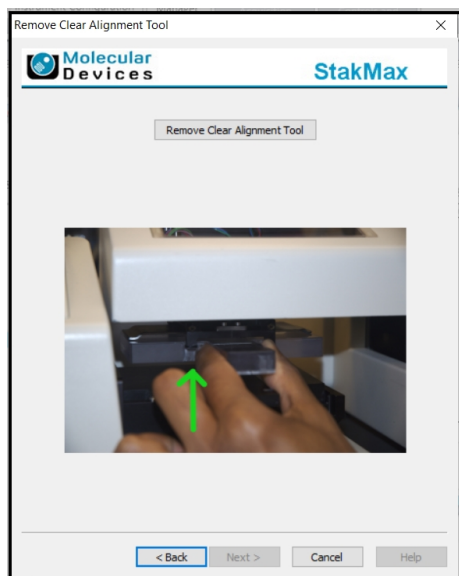 Remove Clear Alignment Tool
Molecular
Devices
StakMax
Remove Clear Alignment Tool
< Back
Next >
Cancel
Help